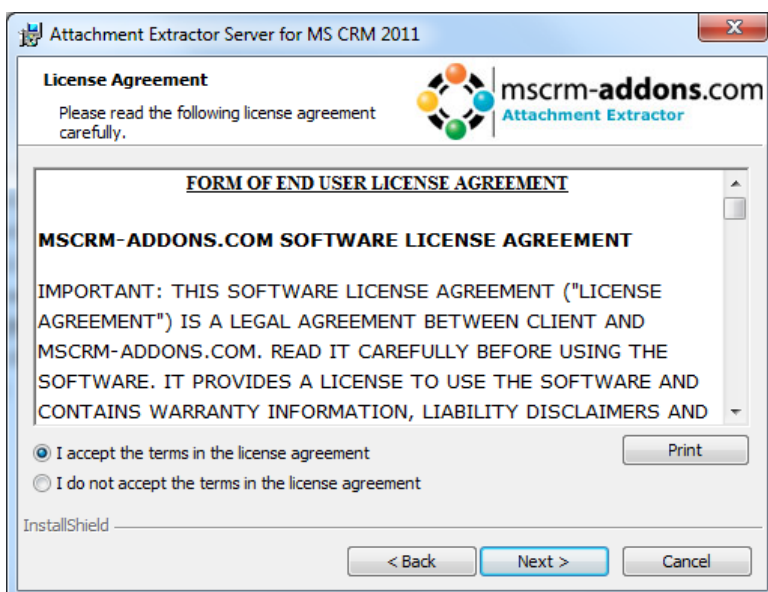 Attachment Extractor Server for MS CRM 2011
License Agreement
Please read the following license agreement
carefully.
mscrm-addons.com
Attachment Extractor
FORM OF END USER LICENSE AGREEMENT
MSCRM-ADDONS.COM SOFTWARE LICENSE AGREEMENT
IMPORTANT: THIS SOFTWARE LICENSE AGREEMENT ("LICENSE
AGREEMENT") IS A LEGAL AGREEMENT BETWEEN CLIENT AND
MSCRM-ADDONS.COM. READ IT CAREFULLY BEFORE USING THE
SOFTWARE. IT PROVIDES A LICENSE TO USE THE SOFTWARE AND
CONTAINS WARRANTY INFORMATION, LIABILITY DISCLAIMERS AND
I accept the terms in the license agreement
Print
I do not accept the terms in the license agreement
InstallShield
< Back
Next >
Cancel